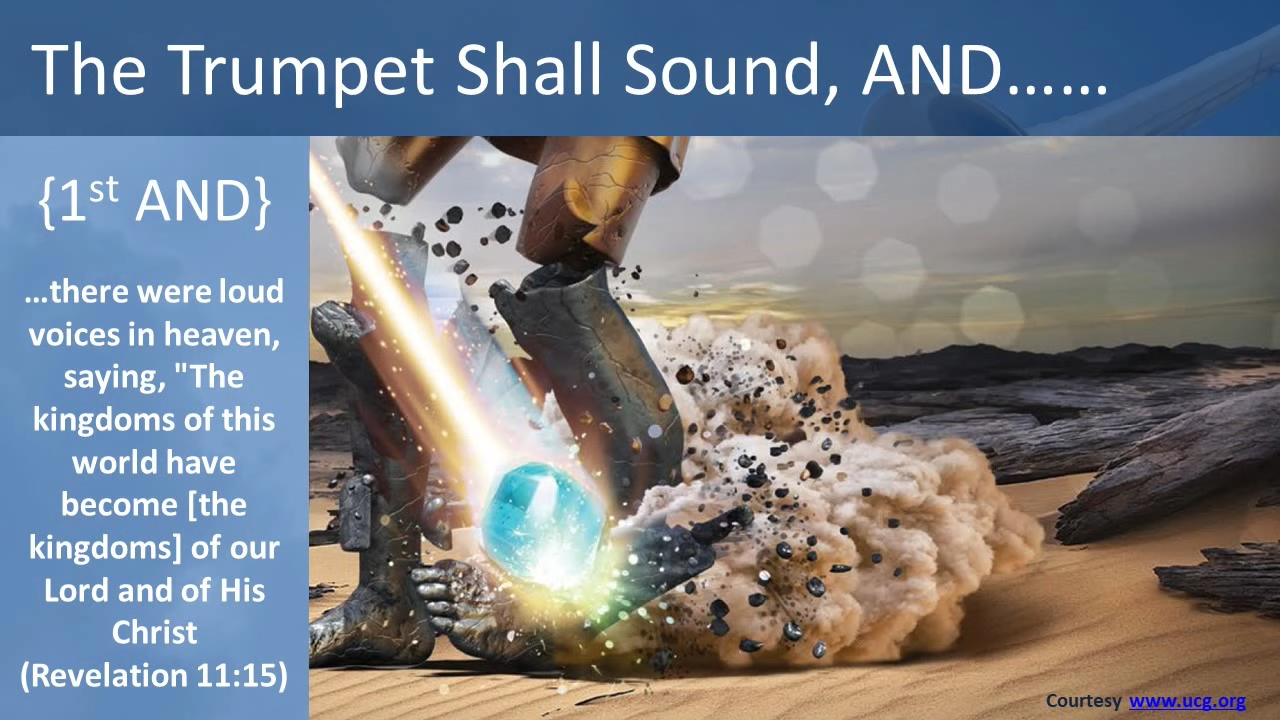 The Trumpet Shall Sound, AND……
{1st AND}
…there were loud
voices in heaven,
saying, "The
kingdoms of this
world have
become [the
kingdoms] of our
Lord and of His
Christ
(Revelation 11:15)
Courtesy www.ucg.org